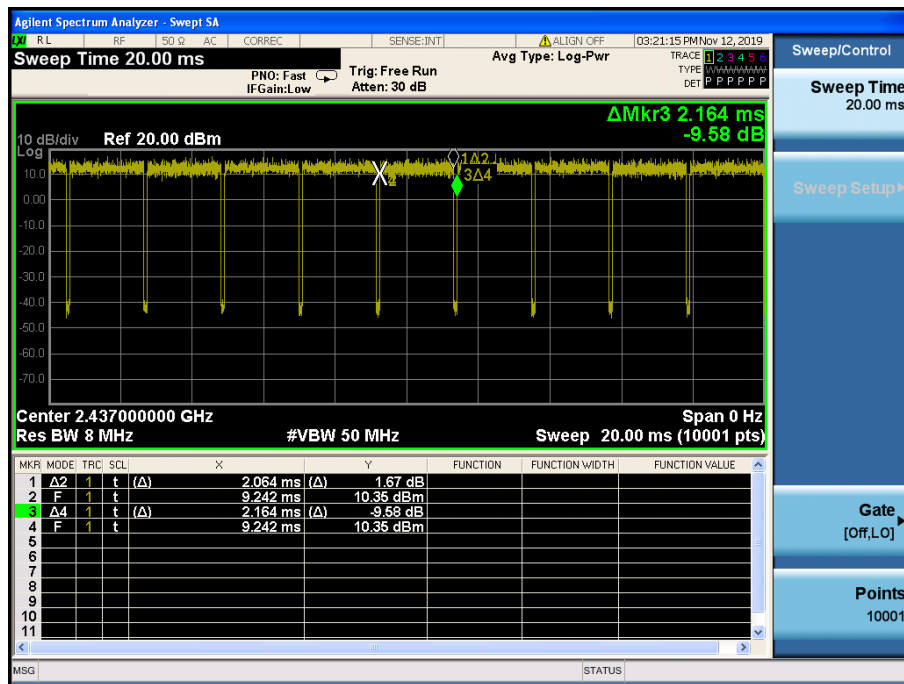 Agilent Spectrum Analyzer - Swept SA
LXI RL RF 50 Ω AC CORREC SENSE:INT ALIGN OFF 03:21:15 PM Nov 12, 2019
Sweep Time 20.00 ms
PNO: Fast
IFGain:Low
Trig: Free Run
Atten: 30 dB
Avg Type: Log-Pwr
TRACE 1 2 3 4 5 6
TYPE WWWWWW
DET P P P P P P
ΔMkr3 2.164 ms
-9.58 dB
10 dB/div Ref 20.00 dBm
Log
10.0
0.00
-10.0
-20.0
-30.0
-40.0
-50.0
-60.0
-70.0
1Δ2
3Δ4
Center 2.437000000 GHz Span 0 Hz
Res BW 8 MHz #VBW 50 MHz Sweep 20.00 ms (10001 pts)
MKR MODE TRC SCL X Y FUNCTION FUNCTION WIDTH FUNCTION VALUE
1 Δ2 1 t (Δ) 2.064 ms (Δ) 1.67 dB
2 F 1 t 9.242 ms 10.35 dBm
3 Δ4 1 t (Δ) 2.164 ms (Δ) -9.58 dB
4 F 1 t 9.242 ms 10.35 dBm
5
6
7
8
9
10
11
MSG STATUS
Sweep/Control
Sweep Time
20.00 ms
Sweep Setup
Gate
[Off,LO]
Points
10001